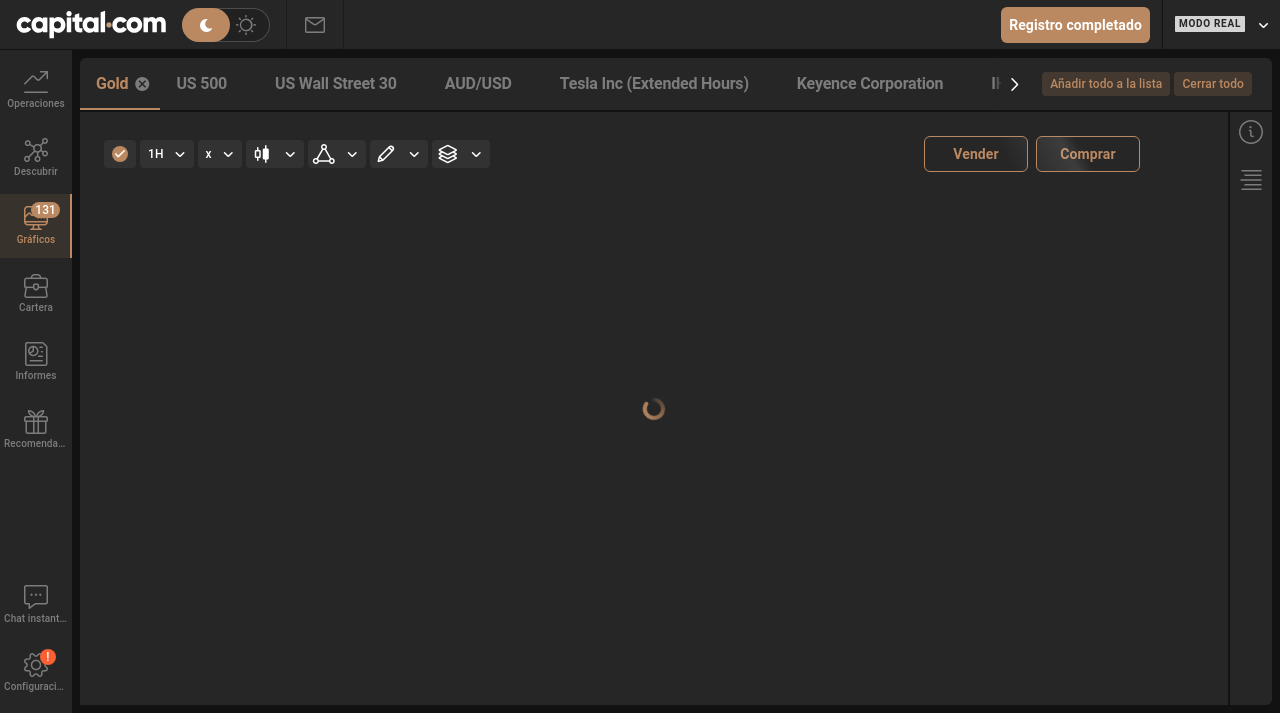 capital.com
Registro completado
MODO REAL
Gold
US 500
US Wall Street 30
AUD/USD
Tesla Inc (Extended Hours)
Keyence Corporation
Añadir todo a la lista
Cerrar todo
1H
x
Vender
Comprar
Operaciones
Descubrir
131
Gráficos
Cartera
Informes
Recomenda...
Chat instant...
!
Configuraci...